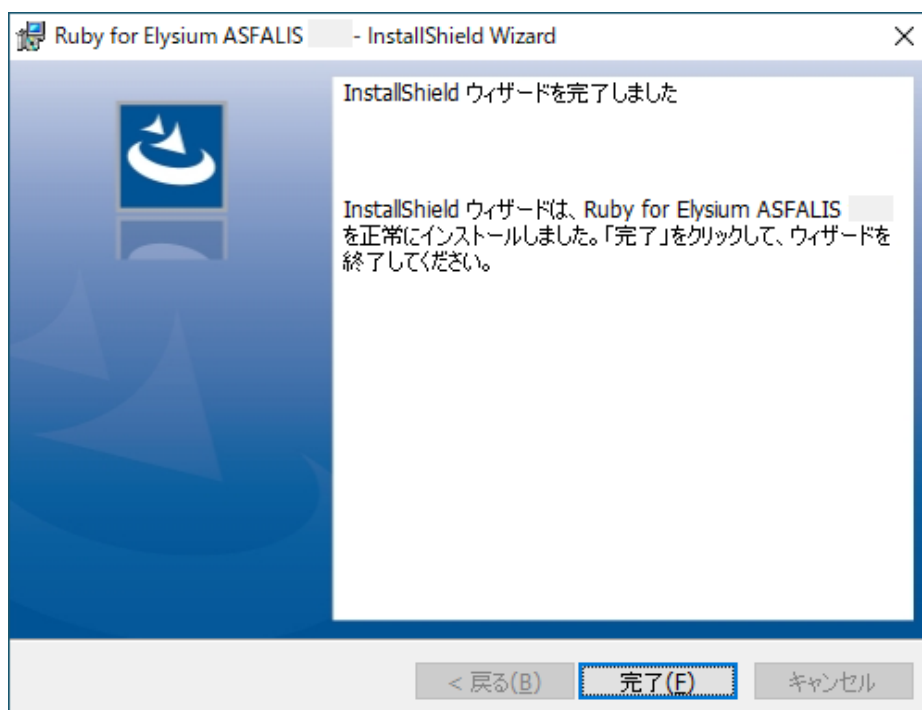 Ruby for Elysium ASFALIS - InstallShield Wizard
InstallShield ウィザードを完了しました
InstallShield ウィザードは、Ruby for Elysium ASFALIS
を正常にインストールしました。「完了」をクリックして、ウィザードを
終了してください。
< 戻る(B)
完了(F)
キャンセル